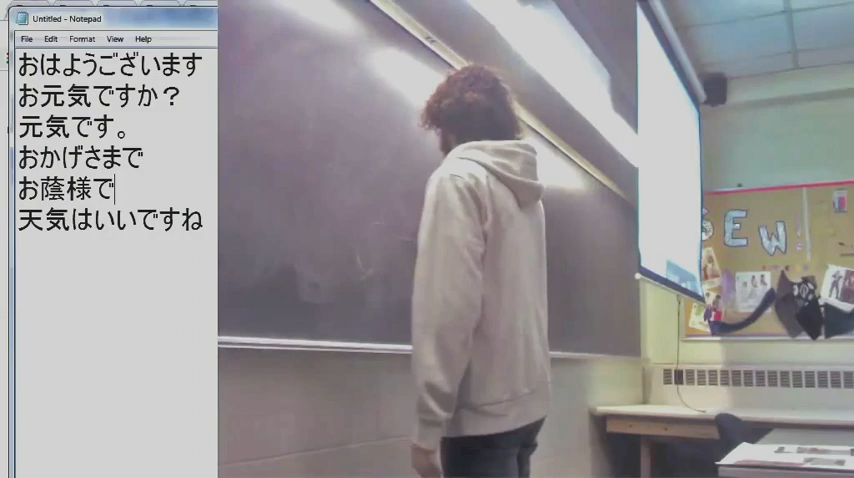 Untitled - Notepad
File Edit Format View Help
おはようございます
お元気ですか？
元気です。
おかげさまで
お蔭様で
天気はいいですね
SEW